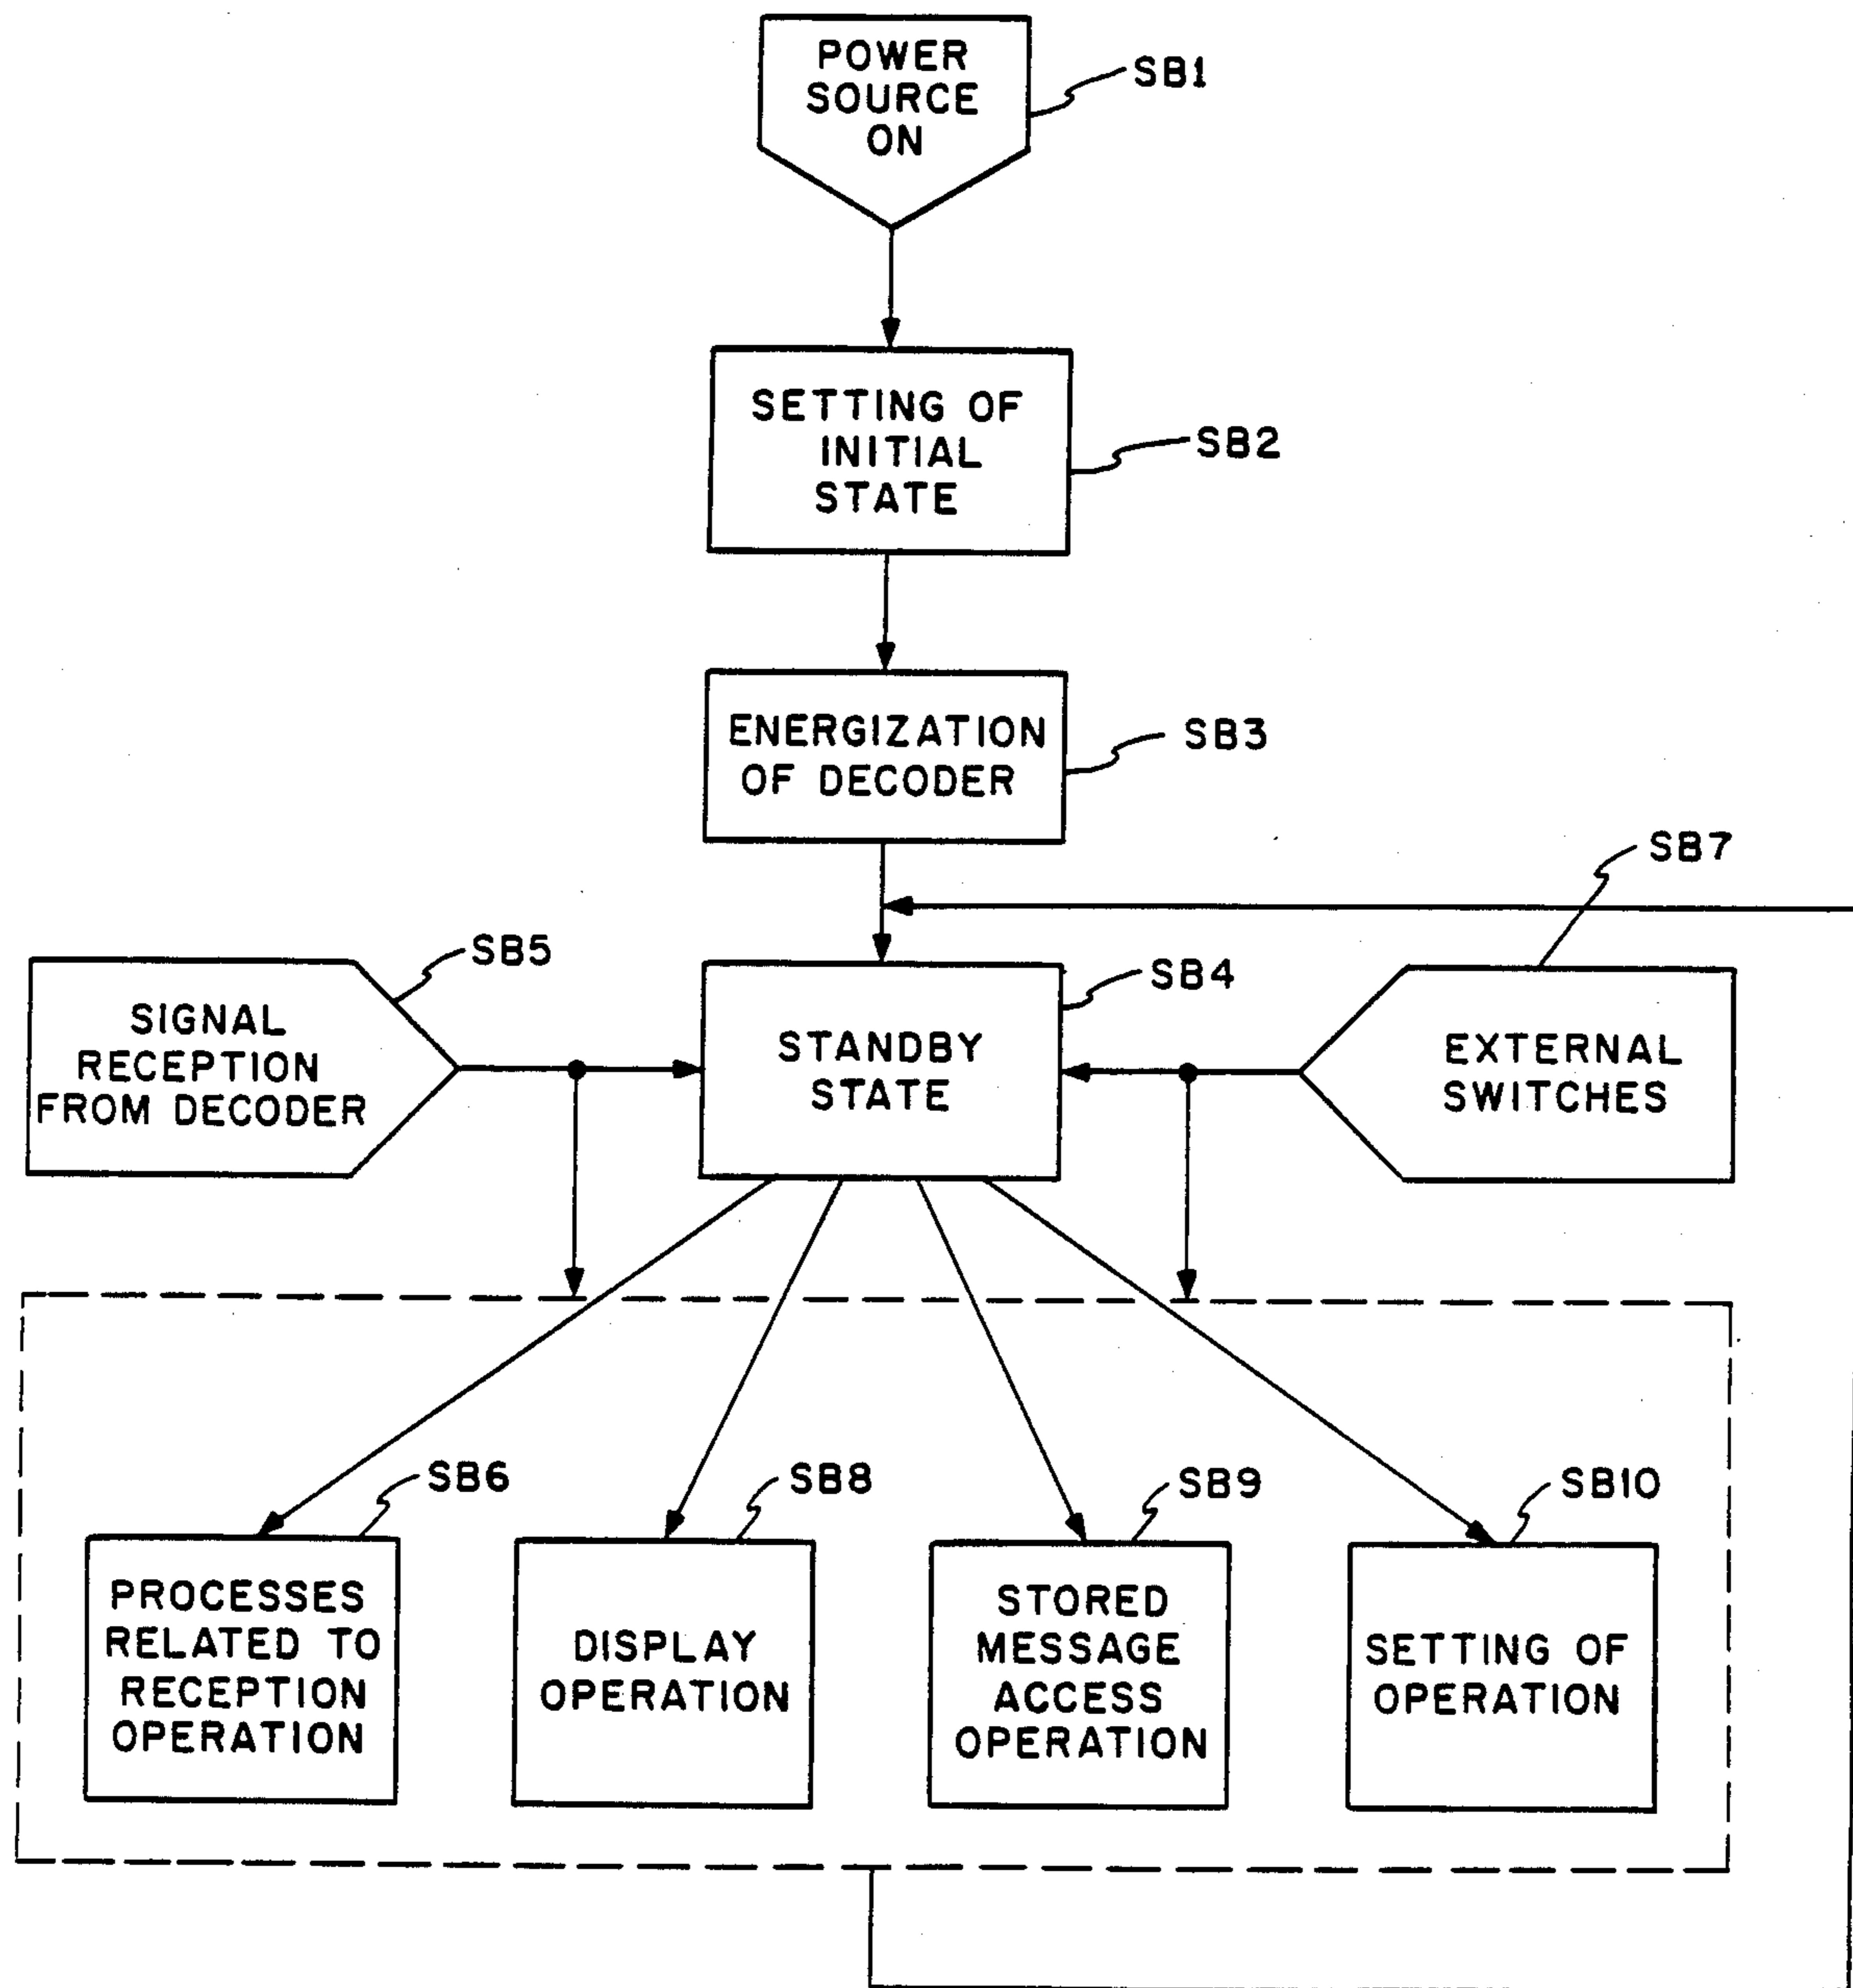 POWER
SOURCE
ON
SB1
SETTING OF
INITIAL
STATE
SB2
ENERGIZATION
OF DECODER
SB3
SB7
SB5
SIGNAL
RECEPTION
FROM DECODER
SB4
STANDBY
STATE
EXTERNAL
SWITCHES
SB6
PROCESSES
RELATED TO
RECEPTION
OPERATION
SB8
DISPLAY
OPERATION
SB9
STORED
MESSAGE
ACCESS
OPERATION
SB10
SETTING OF
OPERATION